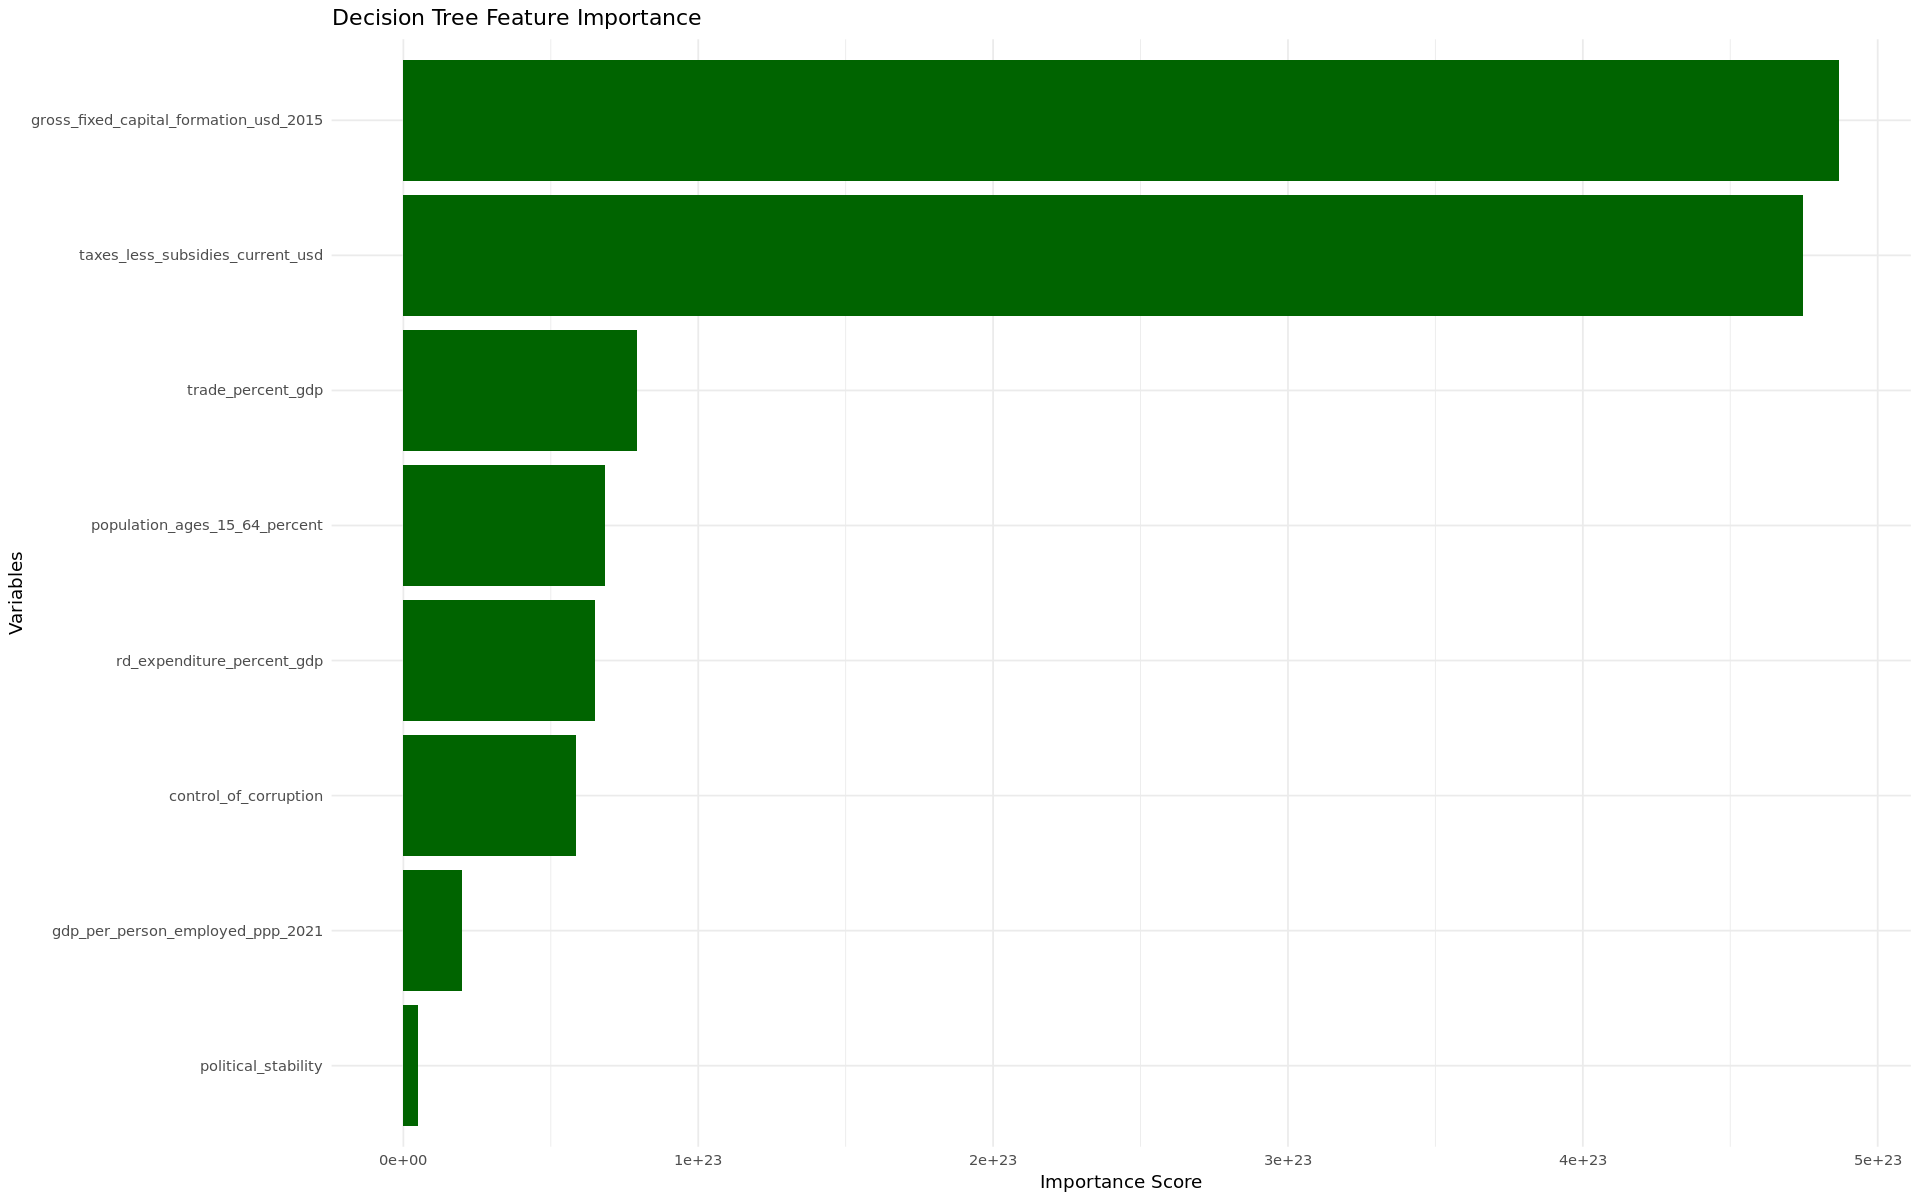 Decision Tree Feature Importance
gross_fixed_capital_formation_usd_2015
taxes_less_subsidies_current_usd
trade_percent_gdp
population_ages_15_64_percent
rd_expenditure_percent_gdp
control_of_corruption
gdp_per_person_employed_ppp_2021
political_stability
Variables
0e+00 1e+23 2e+23 3e+23 4e+23 5e+23
Importance Score